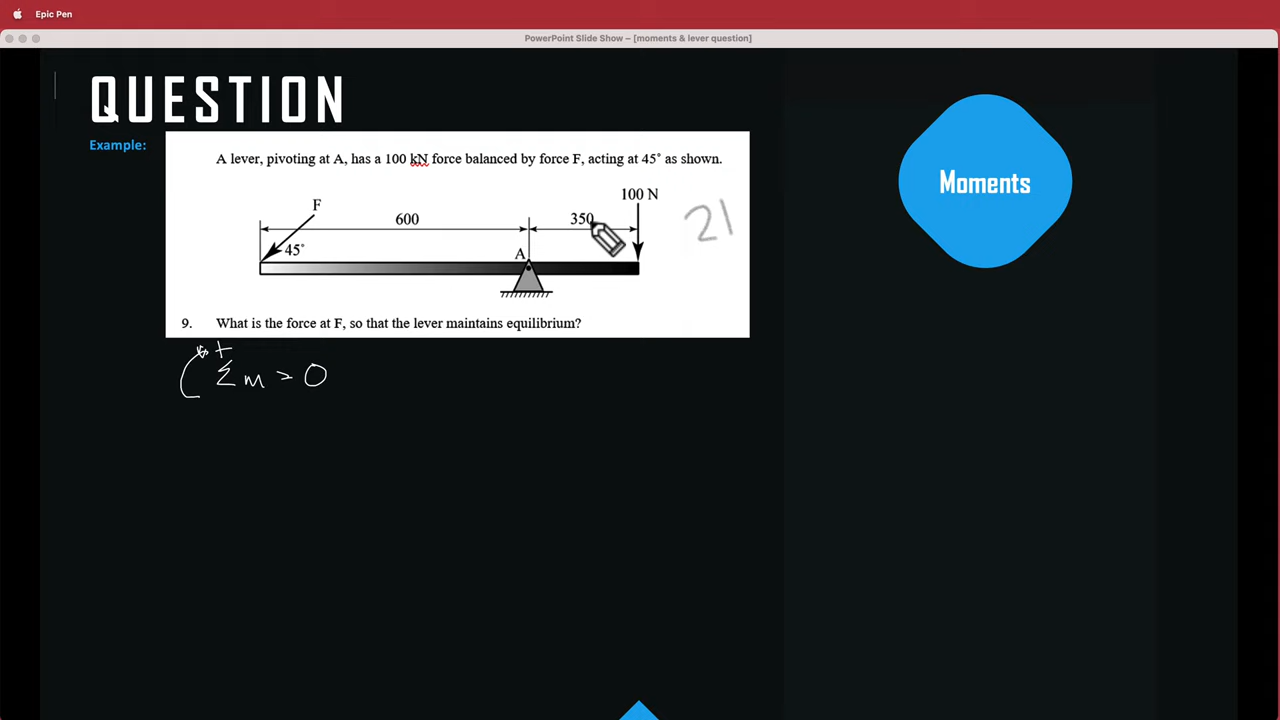 Epic Pen
PowerPoint Slide Show – [moments & lever question]
QUESTION
Example:
A lever, pivoting at A, has a 100 kN force balanced by force F, acting at 45˚ as shown.
F
600
350
100 N
21
45˚
A
9. What is the force at F, so that the lever maintains equilibrium?
+
Σm = 0
Moments